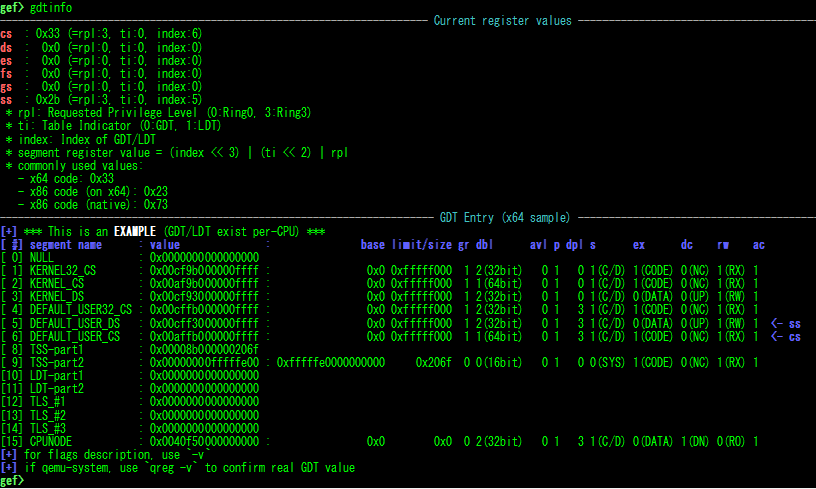 gef> gdtinfo
Current register values
cs : 0x33 (=rpl:3, ti:0, index:6)
ds : 0x0 (=rpl:0, ti:0, index:0)
es : 0x0 (=rpl:0, ti:0, index:0)
fs : 0x0 (=rpl:0, ti:0, index:0)
gs : 0x0 (=rpl:0, ti:0, index:0)
ss : 0x2b (=rpl:3, ti:0, index:5)
* rpl: Requested Privilege Level (0:Ring0, 3:Ring3)
* ti: Table Indicator (0:GDT, 1:LDT)
* index: Index of GDT/LDT
* segment register value = (index << 3) | (ti << 2) | rpl
* commonly used values:
- x64 code: 0x33
- x86 code (on x64): 0x23
- x86 code (native): 0x73
GDT Entry (x64 sample)
[+] *** This is an EXAMPLE (GDT/LDT exist per-CPU) ***
[ #] segment name : value : base limit/size gr dbl avl p dpl s ex dc rw ac
[ 0] NULL : 0x0000000000000000
[ 1] KERNEL32_CS : 0x00cf9b000000ffff : 0x0 0xfffff000 1 2(32bit) 0 1 0 1(C/D) 1(CODE) 0(NC) 1(RX) 1
[ 2] KERNEL_CS : 0x00af9b000000ffff : 0x0 0xfffff000 1 1(64bit) 0 1 0 1(C/D) 1(CODE) 0(NC) 1(RX) 1
[ 3] KERNEL_DS : 0x00cf93000000ffff : 0x0 0xfffff000 1 2(32bit) 0 1 0 1(C/D) 0(DATA) 0(UP) 1(RW) 1
[ 4] DEFAULT_USER32_CS : 0x00cffb000000ffff : 0x0 0xfffff000 1 2(32bit) 0 1 3 1(C/D) 1(CODE) 0(NC) 1(RX) 1
[ 5] DEFAULT_USER_DS : 0x00cff3000000ffff : 0x0 0xfffff000 1 2(32bit) 0 1 3 1(C/D) 0(DATA) 0(UP) 1(RW) 1 <- ss
[ 6] DEFAULT_USER_CS : 0x00affb000000ffff : 0x0 0xfffff000 1 1(64bit) 0 1 3 1(C/D) 1(CODE) 0(NC) 1(RX) 1 <- cs
[ 8] TSS-part1 : 0x00008b000000206f
[ 9] TSS-part2 : 0x00000000fffffe00 : 0xfffffe0000000000 0x206f 0 0(16bit) 0 1 0 0(SYS) 1(CODE) 0(NC) 1(RX) 1
[10] LDT-part1 : 0x0000000000000000
[11] LDT-part2 : 0x0000000000000000
[12] TLS_#1 : 0x0000000000000000
[13] TLS_#2 : 0x0000000000000000
[14] TLS_#3 : 0x0000000000000000
[15] CPUNODE : 0x0040f50000000000 : 0x0 0x0 0 2(32bit) 0 1 3 1(C/D) 0(DATA) 1(DN) 0(RO) 1
[+] for flags description, use `-v`
[+] if qemu-system, use `qreg -v` to confirm real GDT value
gef>